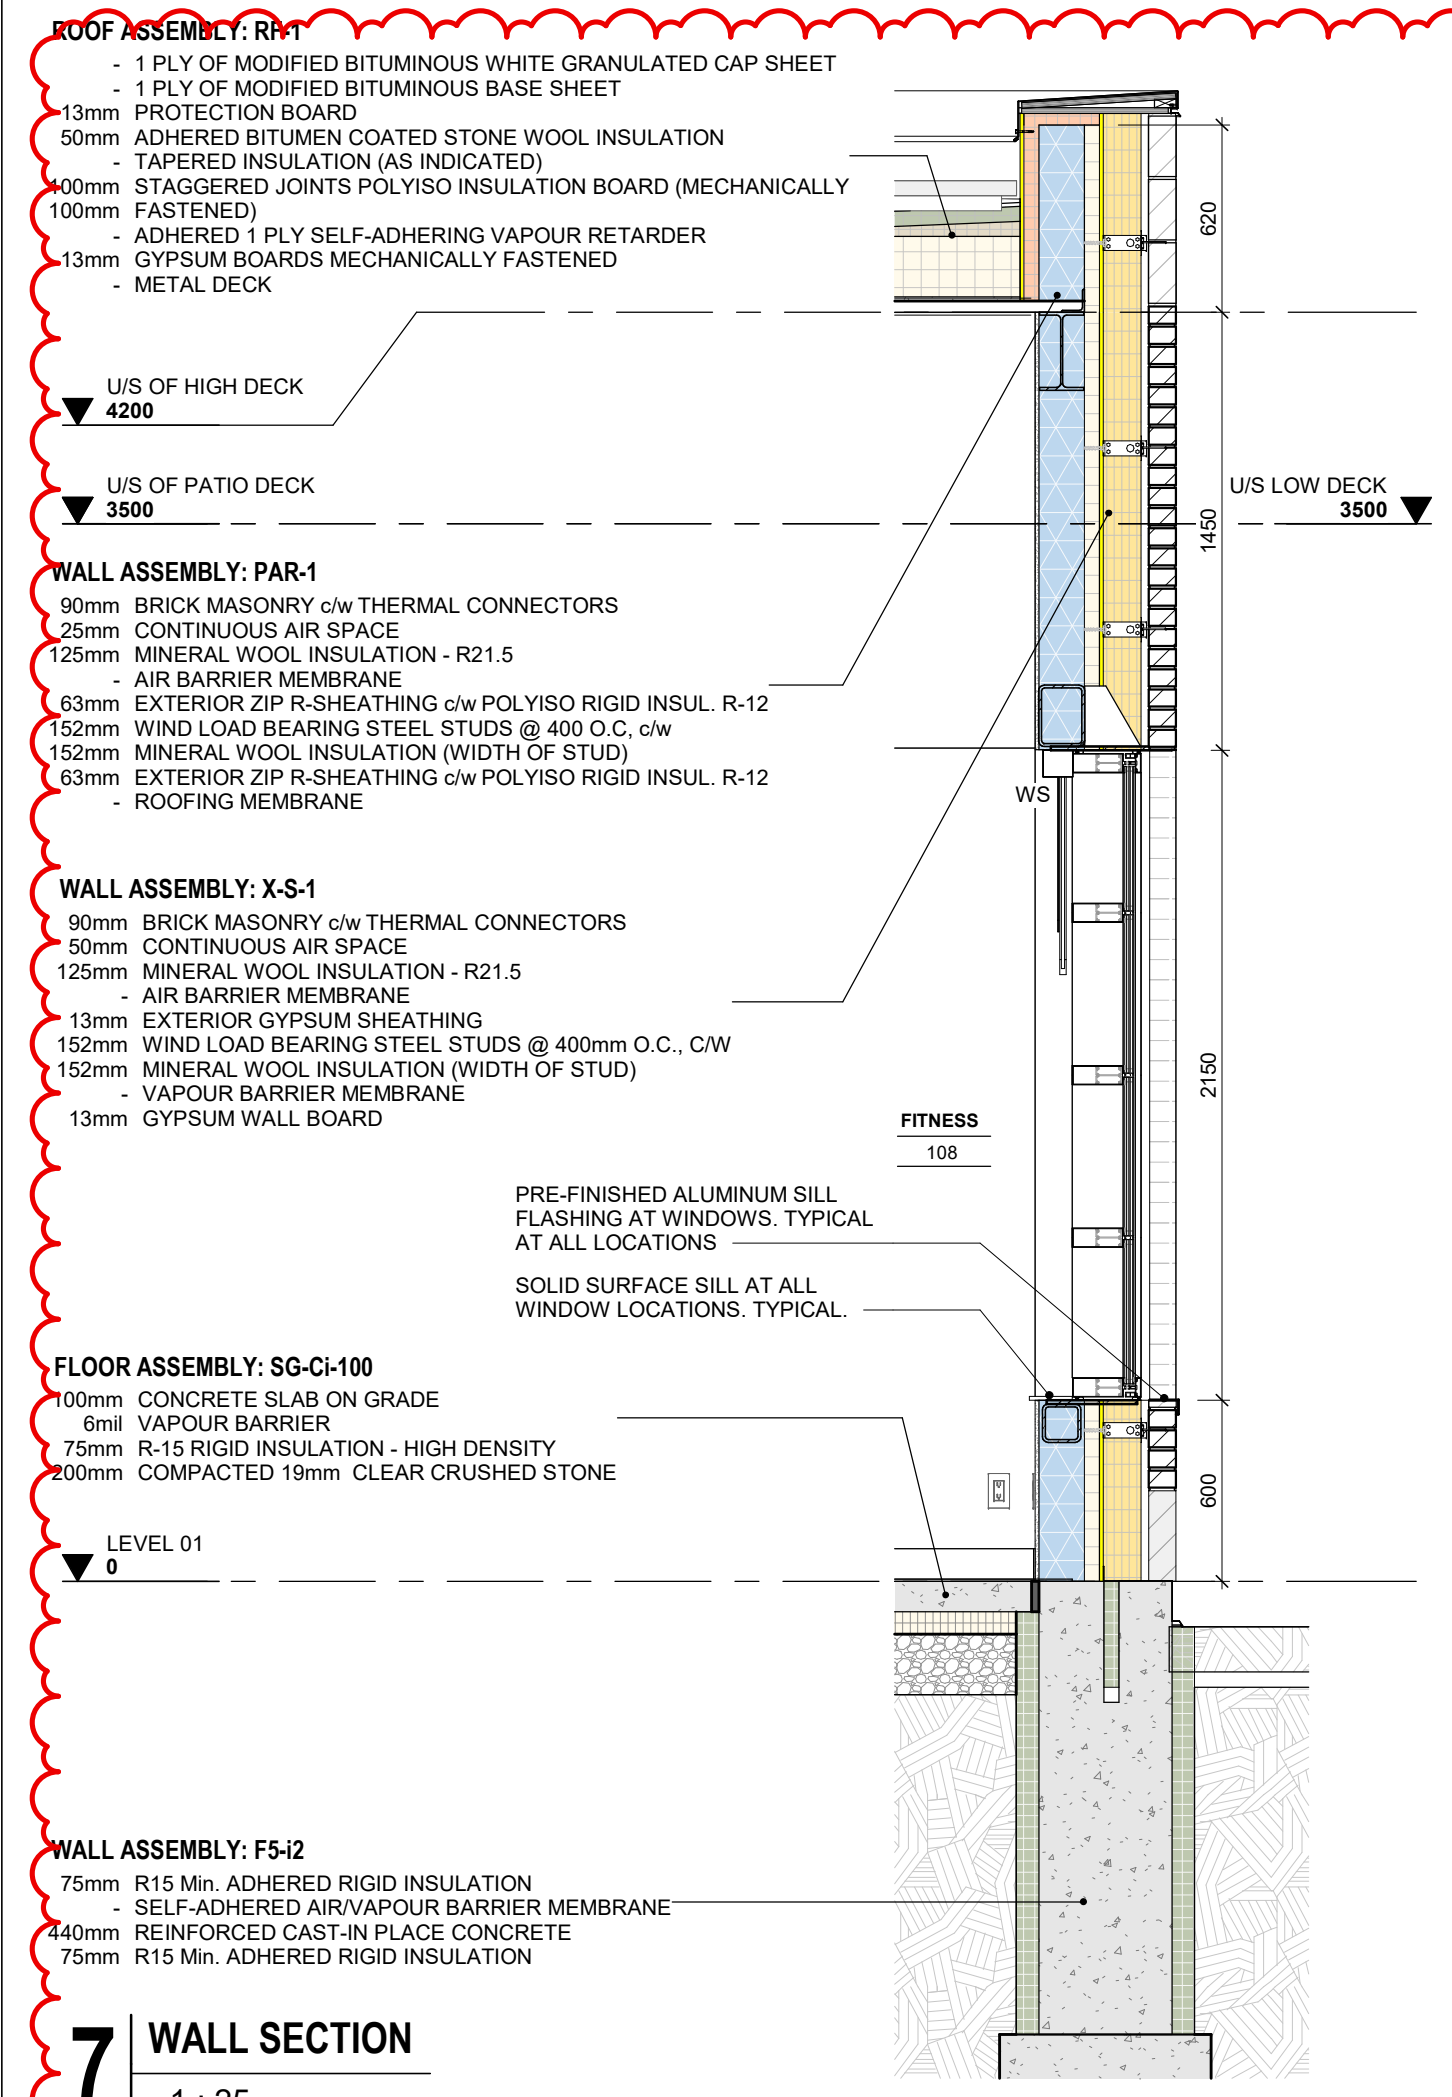 ROOF ASSEMBLY: RF-1
- 1 PLY OF MODIFIED BITUMINOUS WHITE GRANULATED CAP SHEET
- 1 PLY OF MODIFIED BITUMINOUS BASE SHEET
13mm PROTECTION BOARD
50mm ADHERED BITUMEN COATED STONE WOOL INSULATION
- TAPERED INSULATION (AS INDICATED)
100mm STAGGERED JOINTS POLYISO INSULATION BOARD (MECHANICALLY
100mm FASTENED)
- ADHERED 1 PLY SELF-ADHERING VAPOUR RETARDER
13mm GYPSUM BOARDS MECHANICALLY FASTENED
- METAL DECK
620
U/S OF HIGH DECK
4200
U/S OF PATIO DECK
3500
U/S LOW DECK
3500
1450
WALL ASSEMBLY: PAR-1
90mm BRICK MASONRY c/w THERMAL CONNECTORS
25mm CONTINUOUS AIR SPACE
125mm MINERAL WOOL INSULATION - R21.5
- AIR BARRIER MEMBRANE
63mm EXTERIOR ZIP R-SHEATHING c/w POLYISO RIGID INSUL. R-12
152mm WIND LOAD BEARING STEEL STUDS @ 400 O.C, c/w
152mm MINERAL WOOL INSULATION (WIDTH OF STUD)
63mm EXTERIOR ZIP R-SHEATHING c/w POLYISO RIGID INSUL. R-12
- ROOFING MEMBRANE
WS
WALL ASSEMBLY: X-S-1
90mm BRICK MASONRY c/w THERMAL CONNECTORS
50mm CONTINUOUS AIR SPACE
125mm MINERAL WOOL INSULATION - R21.5
- AIR BARRIER MEMBRANE
13mm EXTERIOR GYPSUM SHEATHING
152mm WIND LOAD BEARING STEEL STUDS @ 400mm O.C., C/W
152mm MINERAL WOOL INSULATION (WIDTH OF STUD)
- VAPOUR BARRIER MEMBRANE
13mm GYPSUM WALL BOARD
2150
FITNESS
108
PRE-FINISHED ALUMINUM SILL
FLASHING AT WINDOWS. TYPICAL
AT ALL LOCATIONS
SOLID SURFACE SILL AT ALL
WINDOW LOCATIONS. TYPICAL.
FLOOR ASSEMBLY: SG-Ci-100
100mm CONCRETE SLAB ON GRADE
6mil VAPOUR BARRIER
75mm R-15 RIGID INSULATION - HIGH DENSITY
200mm COMPACTED 19mm CLEAR CRUSHED STONE
600
LEVEL 01
0
WALL ASSEMBLY: F5-i2
75mm R15 Min. ADHERED RIGID INSULATION
- SELF-ADHERED AIR/VAPOUR BARRIER MEMBRANE
440mm REINFORCED CAST-IN PLACE CONCRETE
75mm R15 Min. ADHERED RIGID INSULATION
7 WALL SECTION
1 : 25